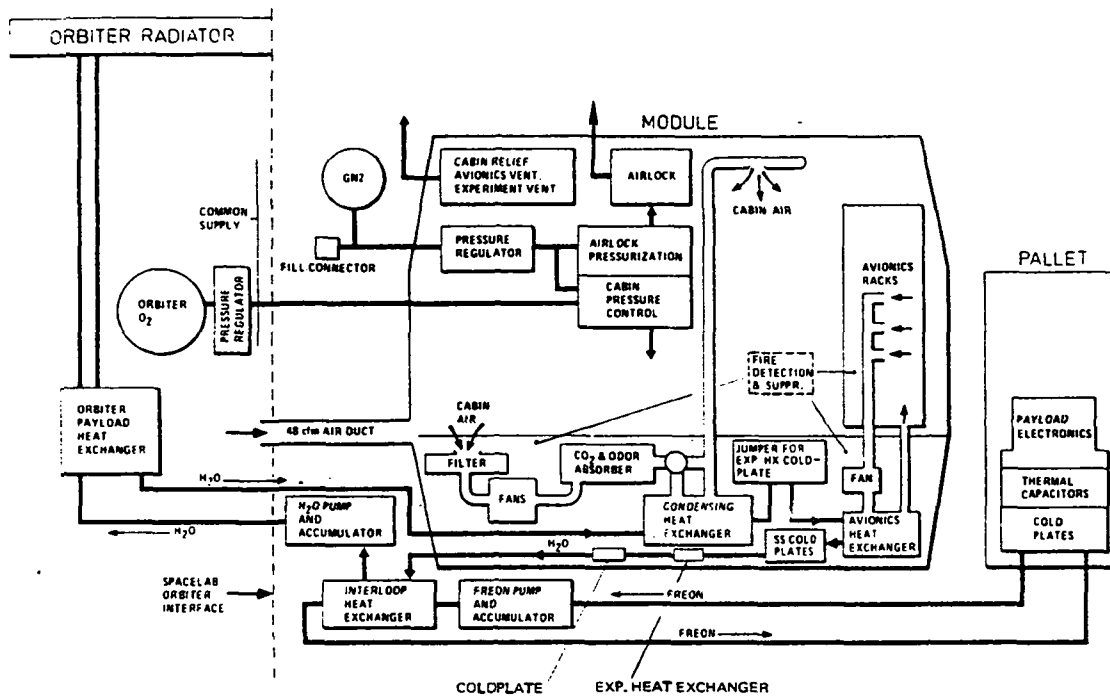 ORBITER RADIATOR
MODULE
CABIN RELIEF
AVIONICS VENT.
EXPERIMENT VENT
AIRLOCK
GN2
CABIN AIR
COMMON
SUPPLY
PRESSURE
REGULATOR
AIRLOCK
PRESSURIZATION
FILL CONNECTOR
CABIN
PRESSURE
CONTROL
AVIONICS
RACKS
PALLET
ORBITER
O2
PRESSURE
REGULATOR
FIRE
DETECTION
& SUPPR.
ORBITER
PAYLOAD
HEAT
EXCHANGER
48 cfm AIR DUCT
CABIN
AIR
FILTER
FANS
CO2 & ODOR
ABSORBER
JUMPER FOR
EXP. HX COLD-
PLATE
FAN
PAYLOAD
ELECTRONICS
THERMAL
CAPACITORS
COLD
PLATES
H2O
H2O PUMP
AND
ACCUMULATOR
CONDENSING
HEAT
EXCHANGER
AVIONICS
HEAT
EXCHANGER
H2O
H2O
SS COLD
PLATES
SPACELAB
ORBITER
INTERFACE
INTERLOOP
HEAT
EXCHANGER
FREON PUMP
AND
ACCUMULATOR
FREON
FREON
COLDPLATE
EXP. HEAT EXCHANGER